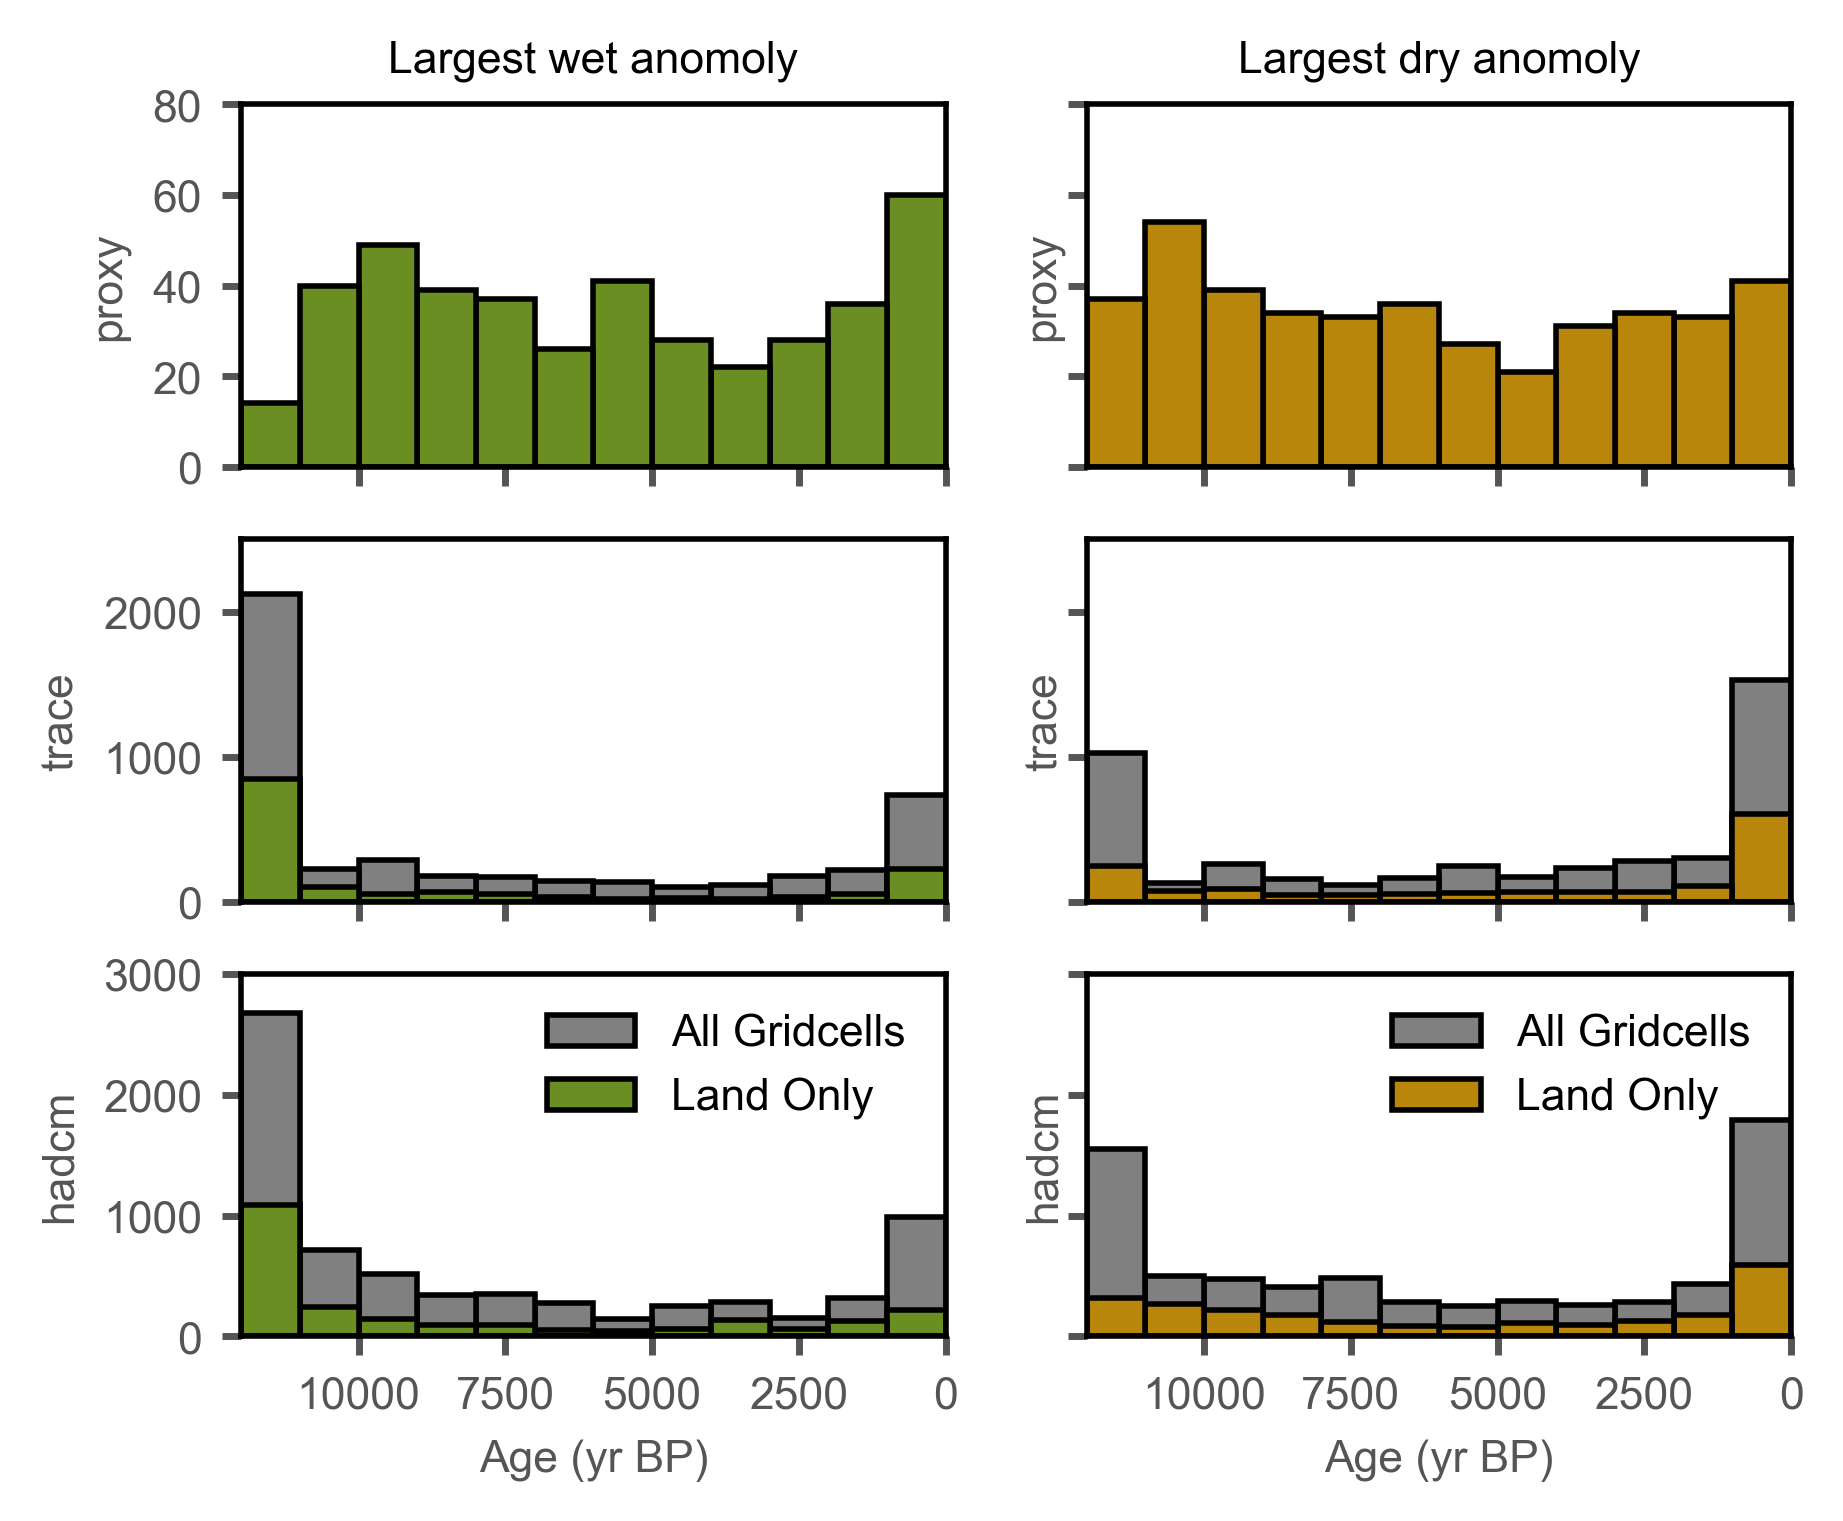 Largest wet anomoly
Largest dry anomoly
80
60
40
20
0
proxy
proxy
2000
1000
0
trace
trace
3000
2000
1000
0
hadcm
All Gridcells
Land Only
hadcm
All Gridcells
Land Only
10000 7500 5000 2500 0
10000 7500 5000 2500 0
Age (yr BP)
Age (yr BP)